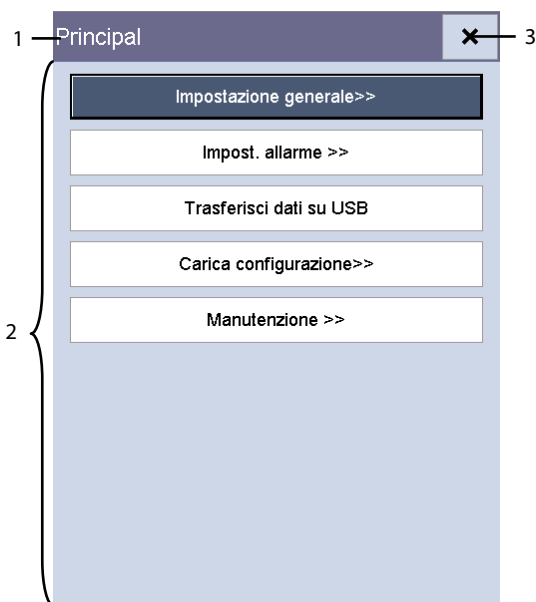 1 Principal × 3
Impostazione generale>>
Impost. allarme >>
Trasferisci dati su USB
Carica configurazione>>
2
Manutenzione >>